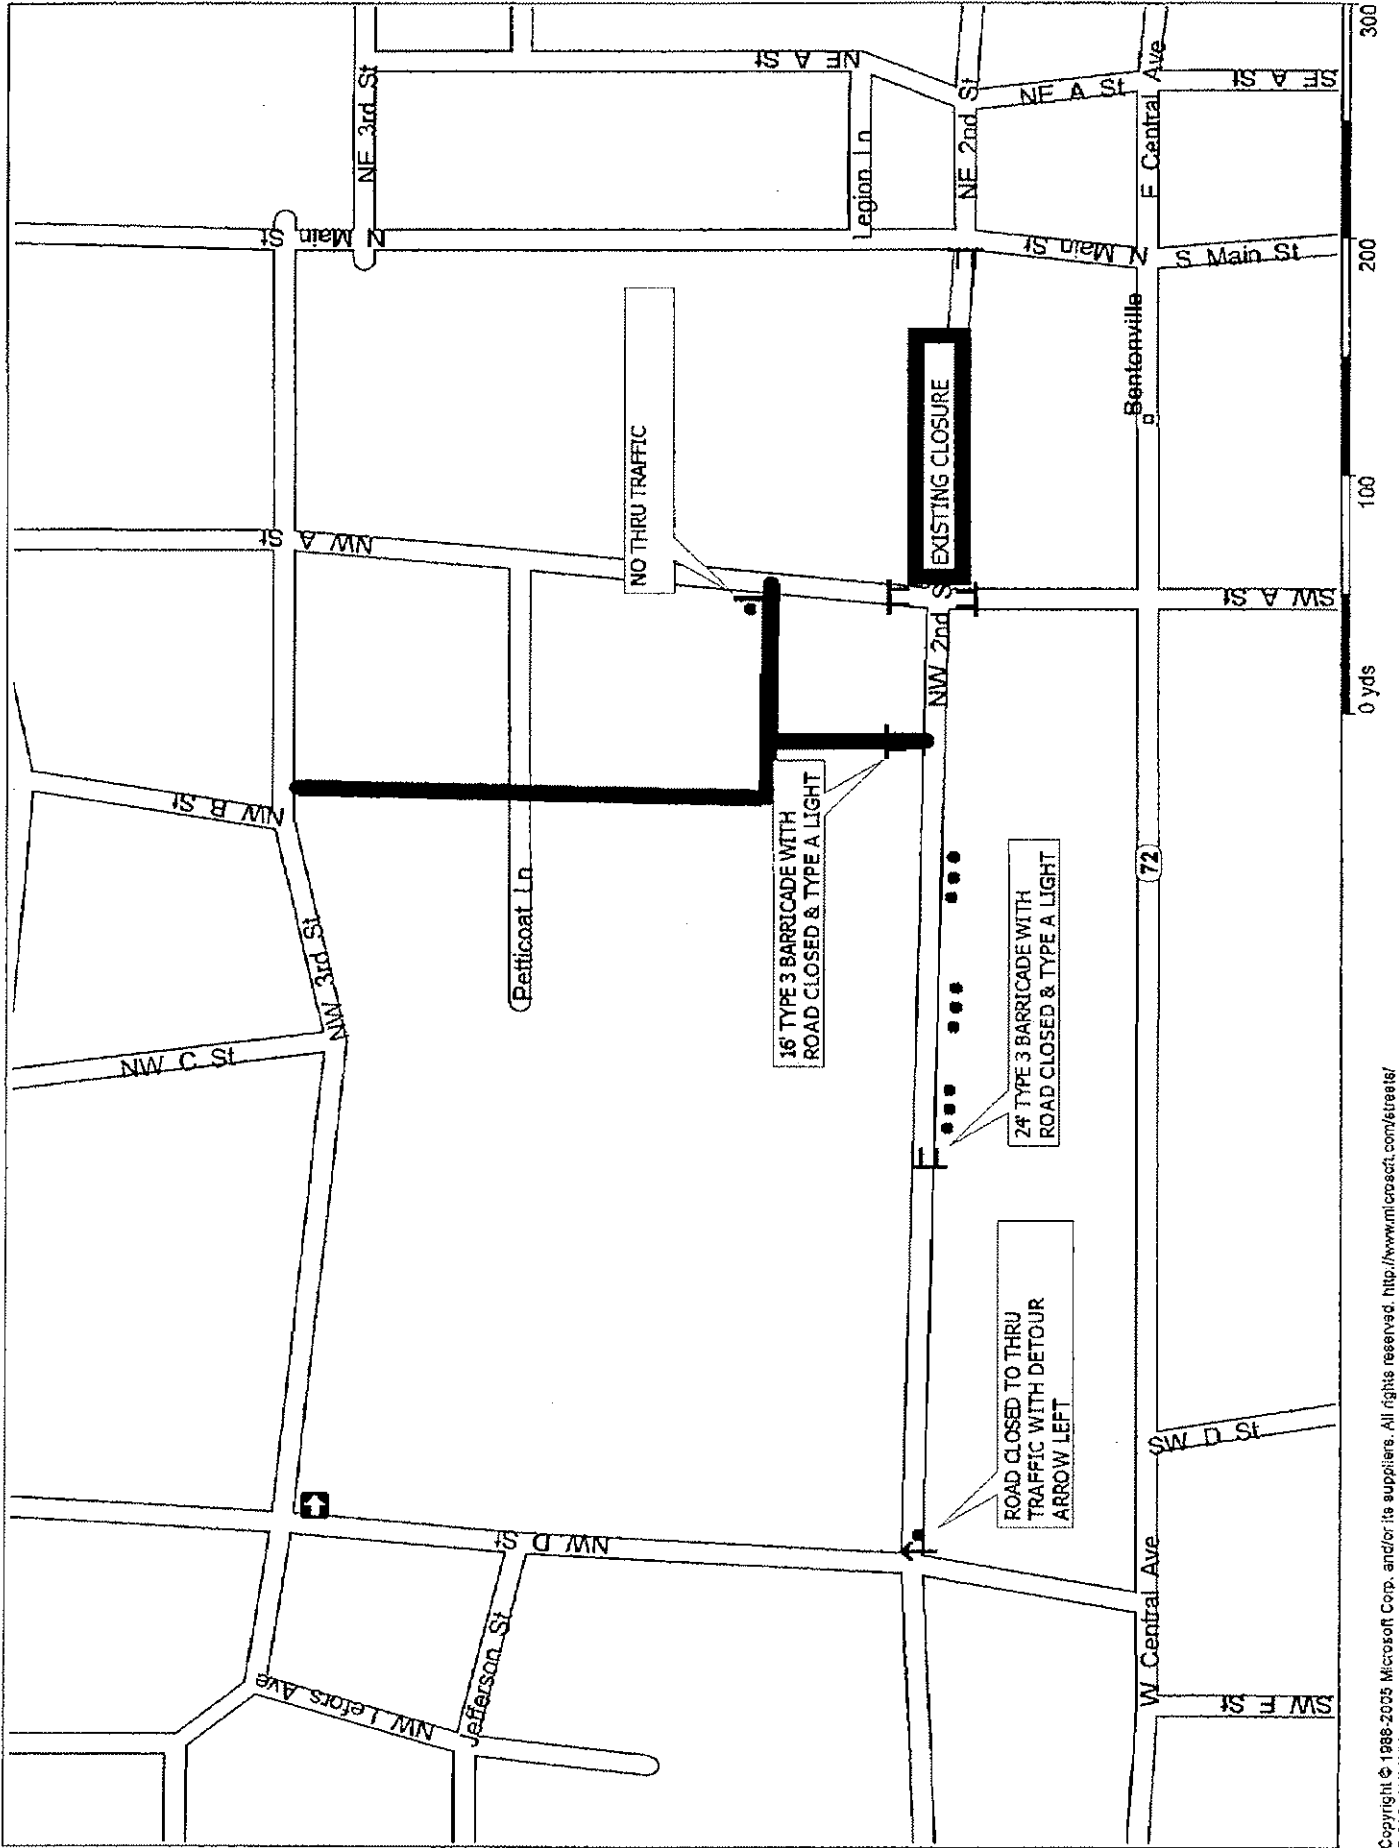 NW B St
NW C St
NW 3rd St
NW A St
N Main St
NE 3rd St
NE A St
NW Lefors Ave
Jefferson St
NW D St
Petticoat Ln
NO THRU TRAFFIC
Legion Ln
16' TYPE 3 BARRICADE WITH
ROAD CLOSED & TYPE A LIGHT
EXISTING CLOSURE
NW 2nd S
NE 2nd St
ROAD CLOSED TO THRU
TRAFFIC WITH DETOUR
ARROW LEFT
24' TYPE 3 BARRICADE WITH
ROAD CLOSED & TYPE A LIGHT
N Main St
NE A St
W Central Ave
72
Bentonville
E Central Ave
SW E St
SW D St
SW A St
S Main St
SE A St
0 yds
100
200
300
Copyright © 1988-2005 Microsoft Corp. and/or its suppliers. All rights reserved. http://www.microsoft.com/streets/